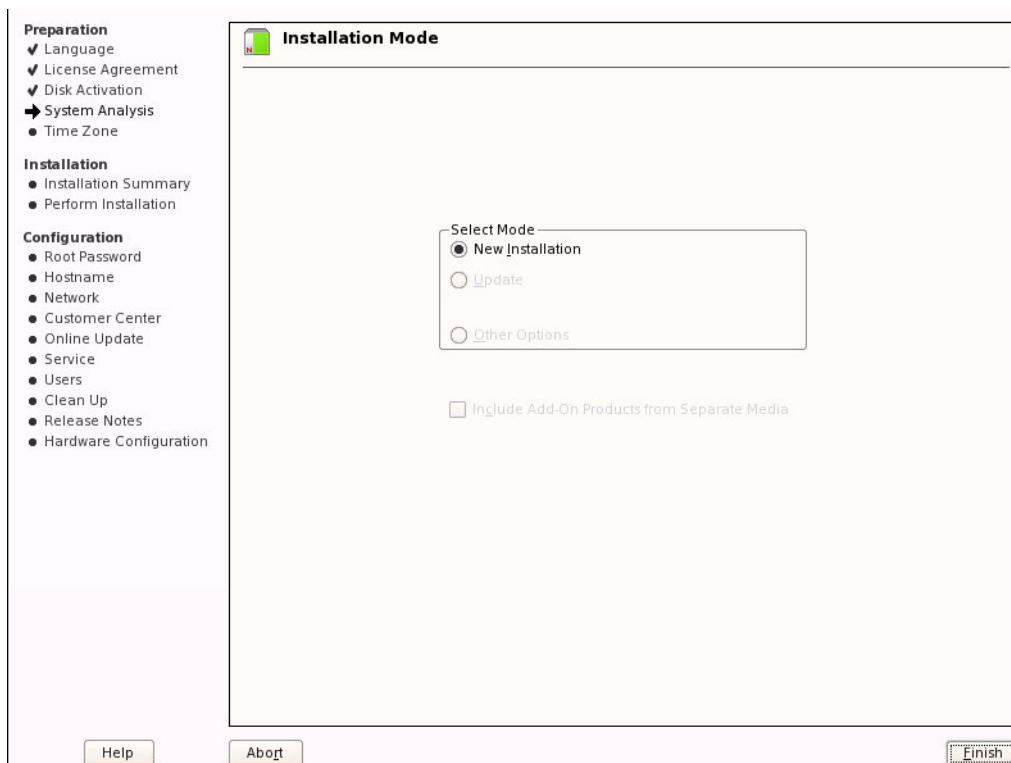 Preparation
Language
License Agreement
Disk Activation
System Analysis
Time Zone
Installation
Installation Summary
Perform Installation
Configuration
Root Password
Hostname
Network
Customer Center
Online Update
Service
Users
Clean Up
Release Notes
Hardware Configuration
N
Installation Mode
Select Mode
New Installation
Update
Other Options
Include Add-On Products from Separate Media
Help
Abort
Finish